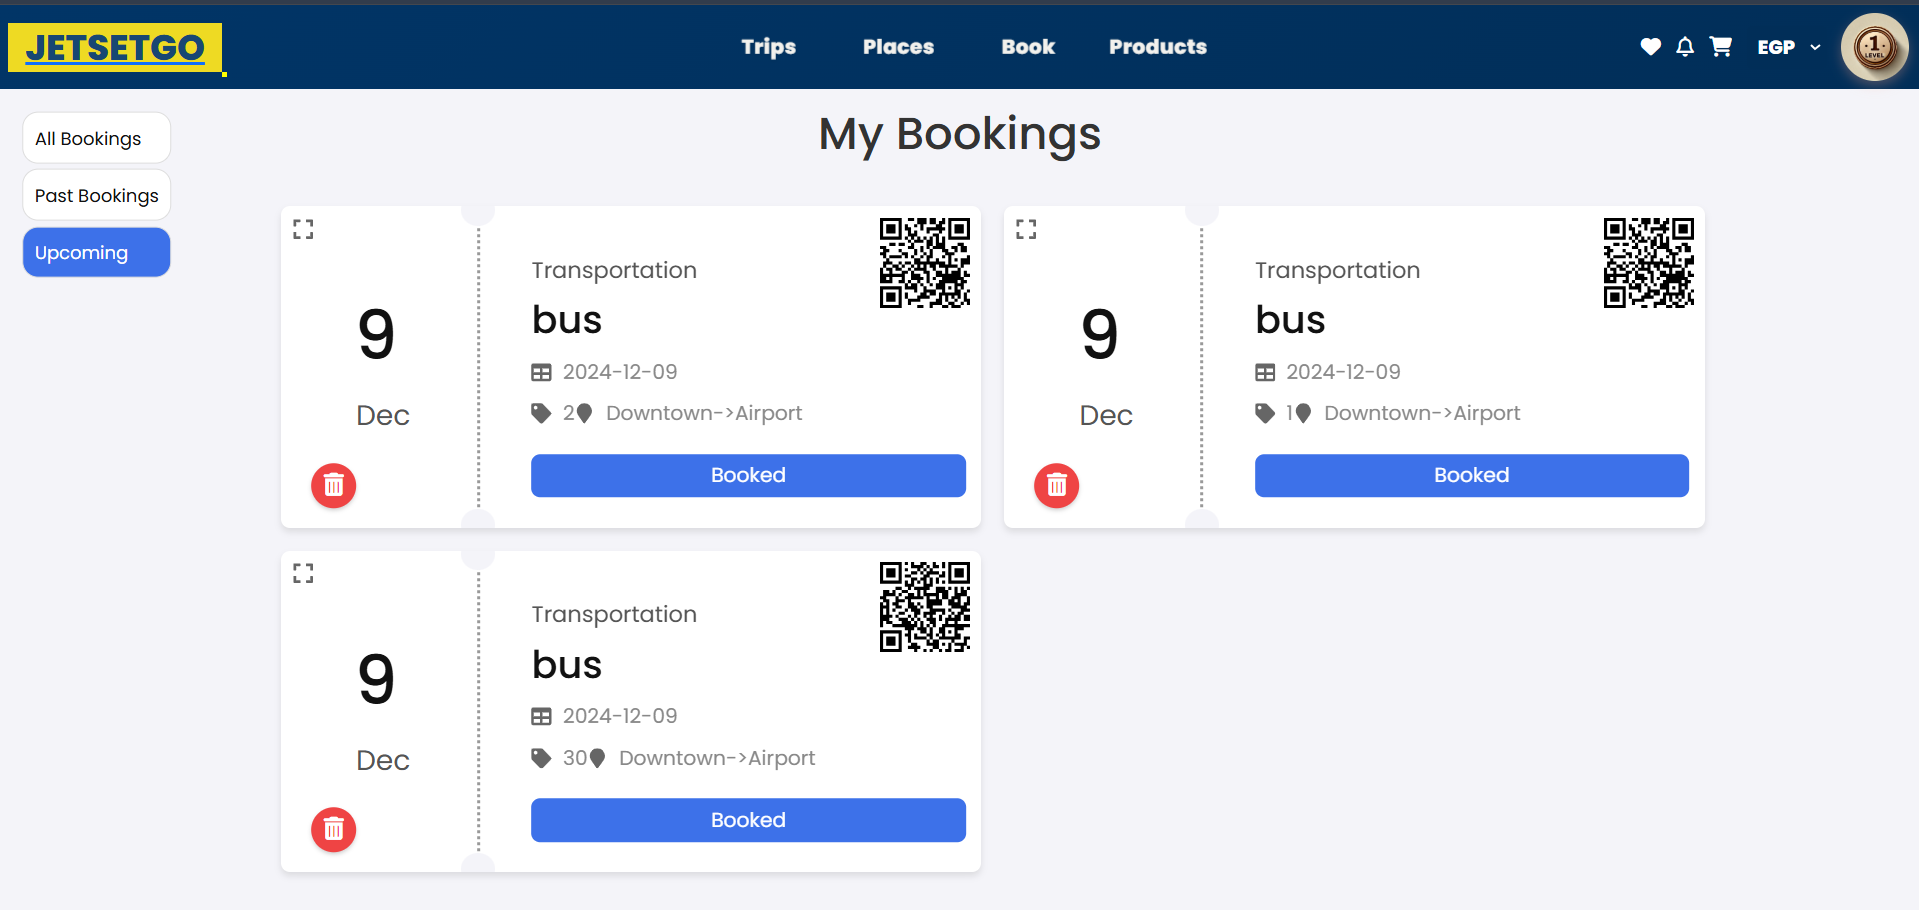 JETSETGO
Trips Places Book Products
EGP
1
LEVEL
All Bookings
Past Bookings
Upcoming
My Bookings
9
Dec
Transportation
bus
2024-12-09
2 Downtown->Airport
Booked
9
Dec
Transportation
bus
2024-12-09
1 Downtown->Airport
Booked
9
Dec
Transportation
bus
2024-12-09
30 Downtown->Airport
Booked